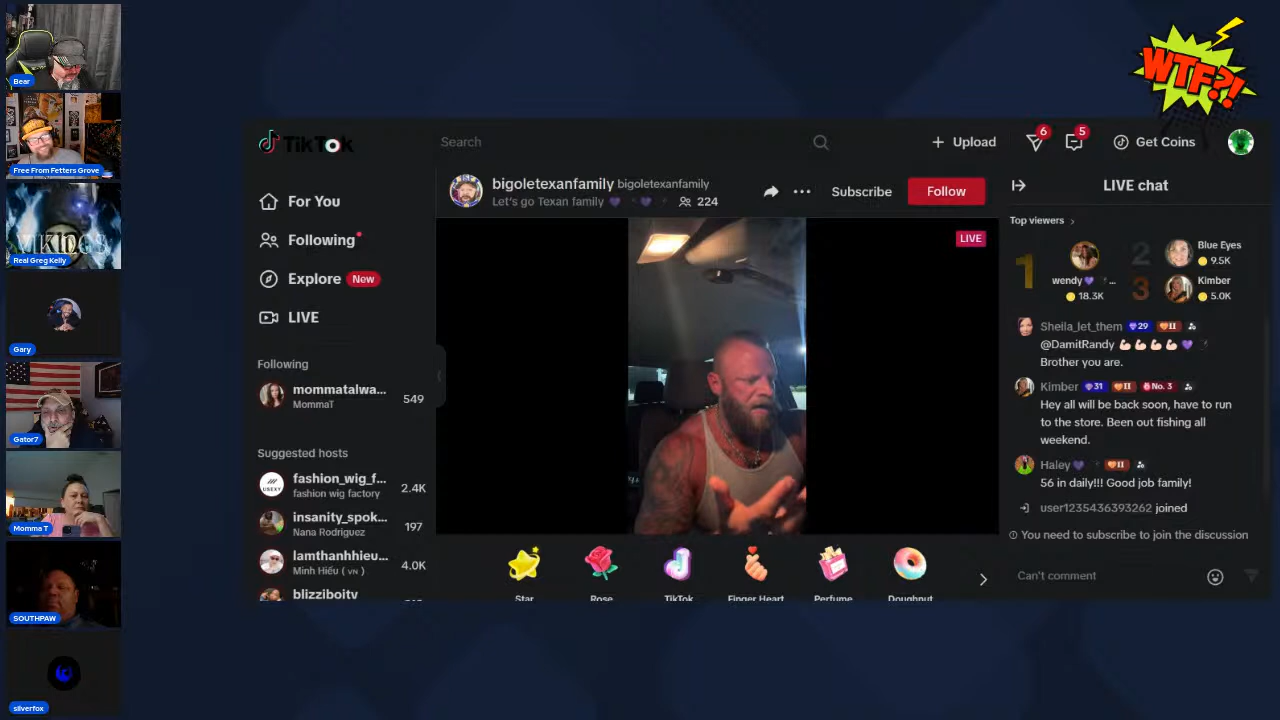 Bear
Free From Fetters Grove
VIKINGS
Real Greg Kelly
Gary
Gator7
Momma T
SOUTHPAW
silverfox
WTF?!
TikTok
Search
Upload
6
5
Get Coins
For You
Following
Explore New
LIVE
Following
mommatalwa...
MommaT
549
Suggested hosts
fashion_wig_f...
fashion wig factory
2.4K
insanity_spok...
Nana Rodriguez
197
lamthanhhieu...
Minh Hiếu ( VN )
4.0K
blizziboitv
bigoletexanfamily bigoletexanfamily
Let's go Texan family 💜 💜 224
Subscribe
Follow
LIVE
Star
Rose
TikTok
Finger Heart
Perfume
Doughnut
LIVE chat
Top viewers
1
wendy 💜 ...
18.3K
2
Blue Eyes
9.5K
3
Kimber
5.0K
Sheila_let_them 29 II
@DamitRandy 💪🏻 💪🏻 💪🏻 💪🏻 💜
Brother you are.
Kimber 31 II No. 3
Hey all will be back soon, have to run
to the store. Been out fishing all
weekend.
Haley 💜 II
56 in daily!!! Good job family!
user1235436393262 joined
You need to subscribe to join the discussion
Can't comment